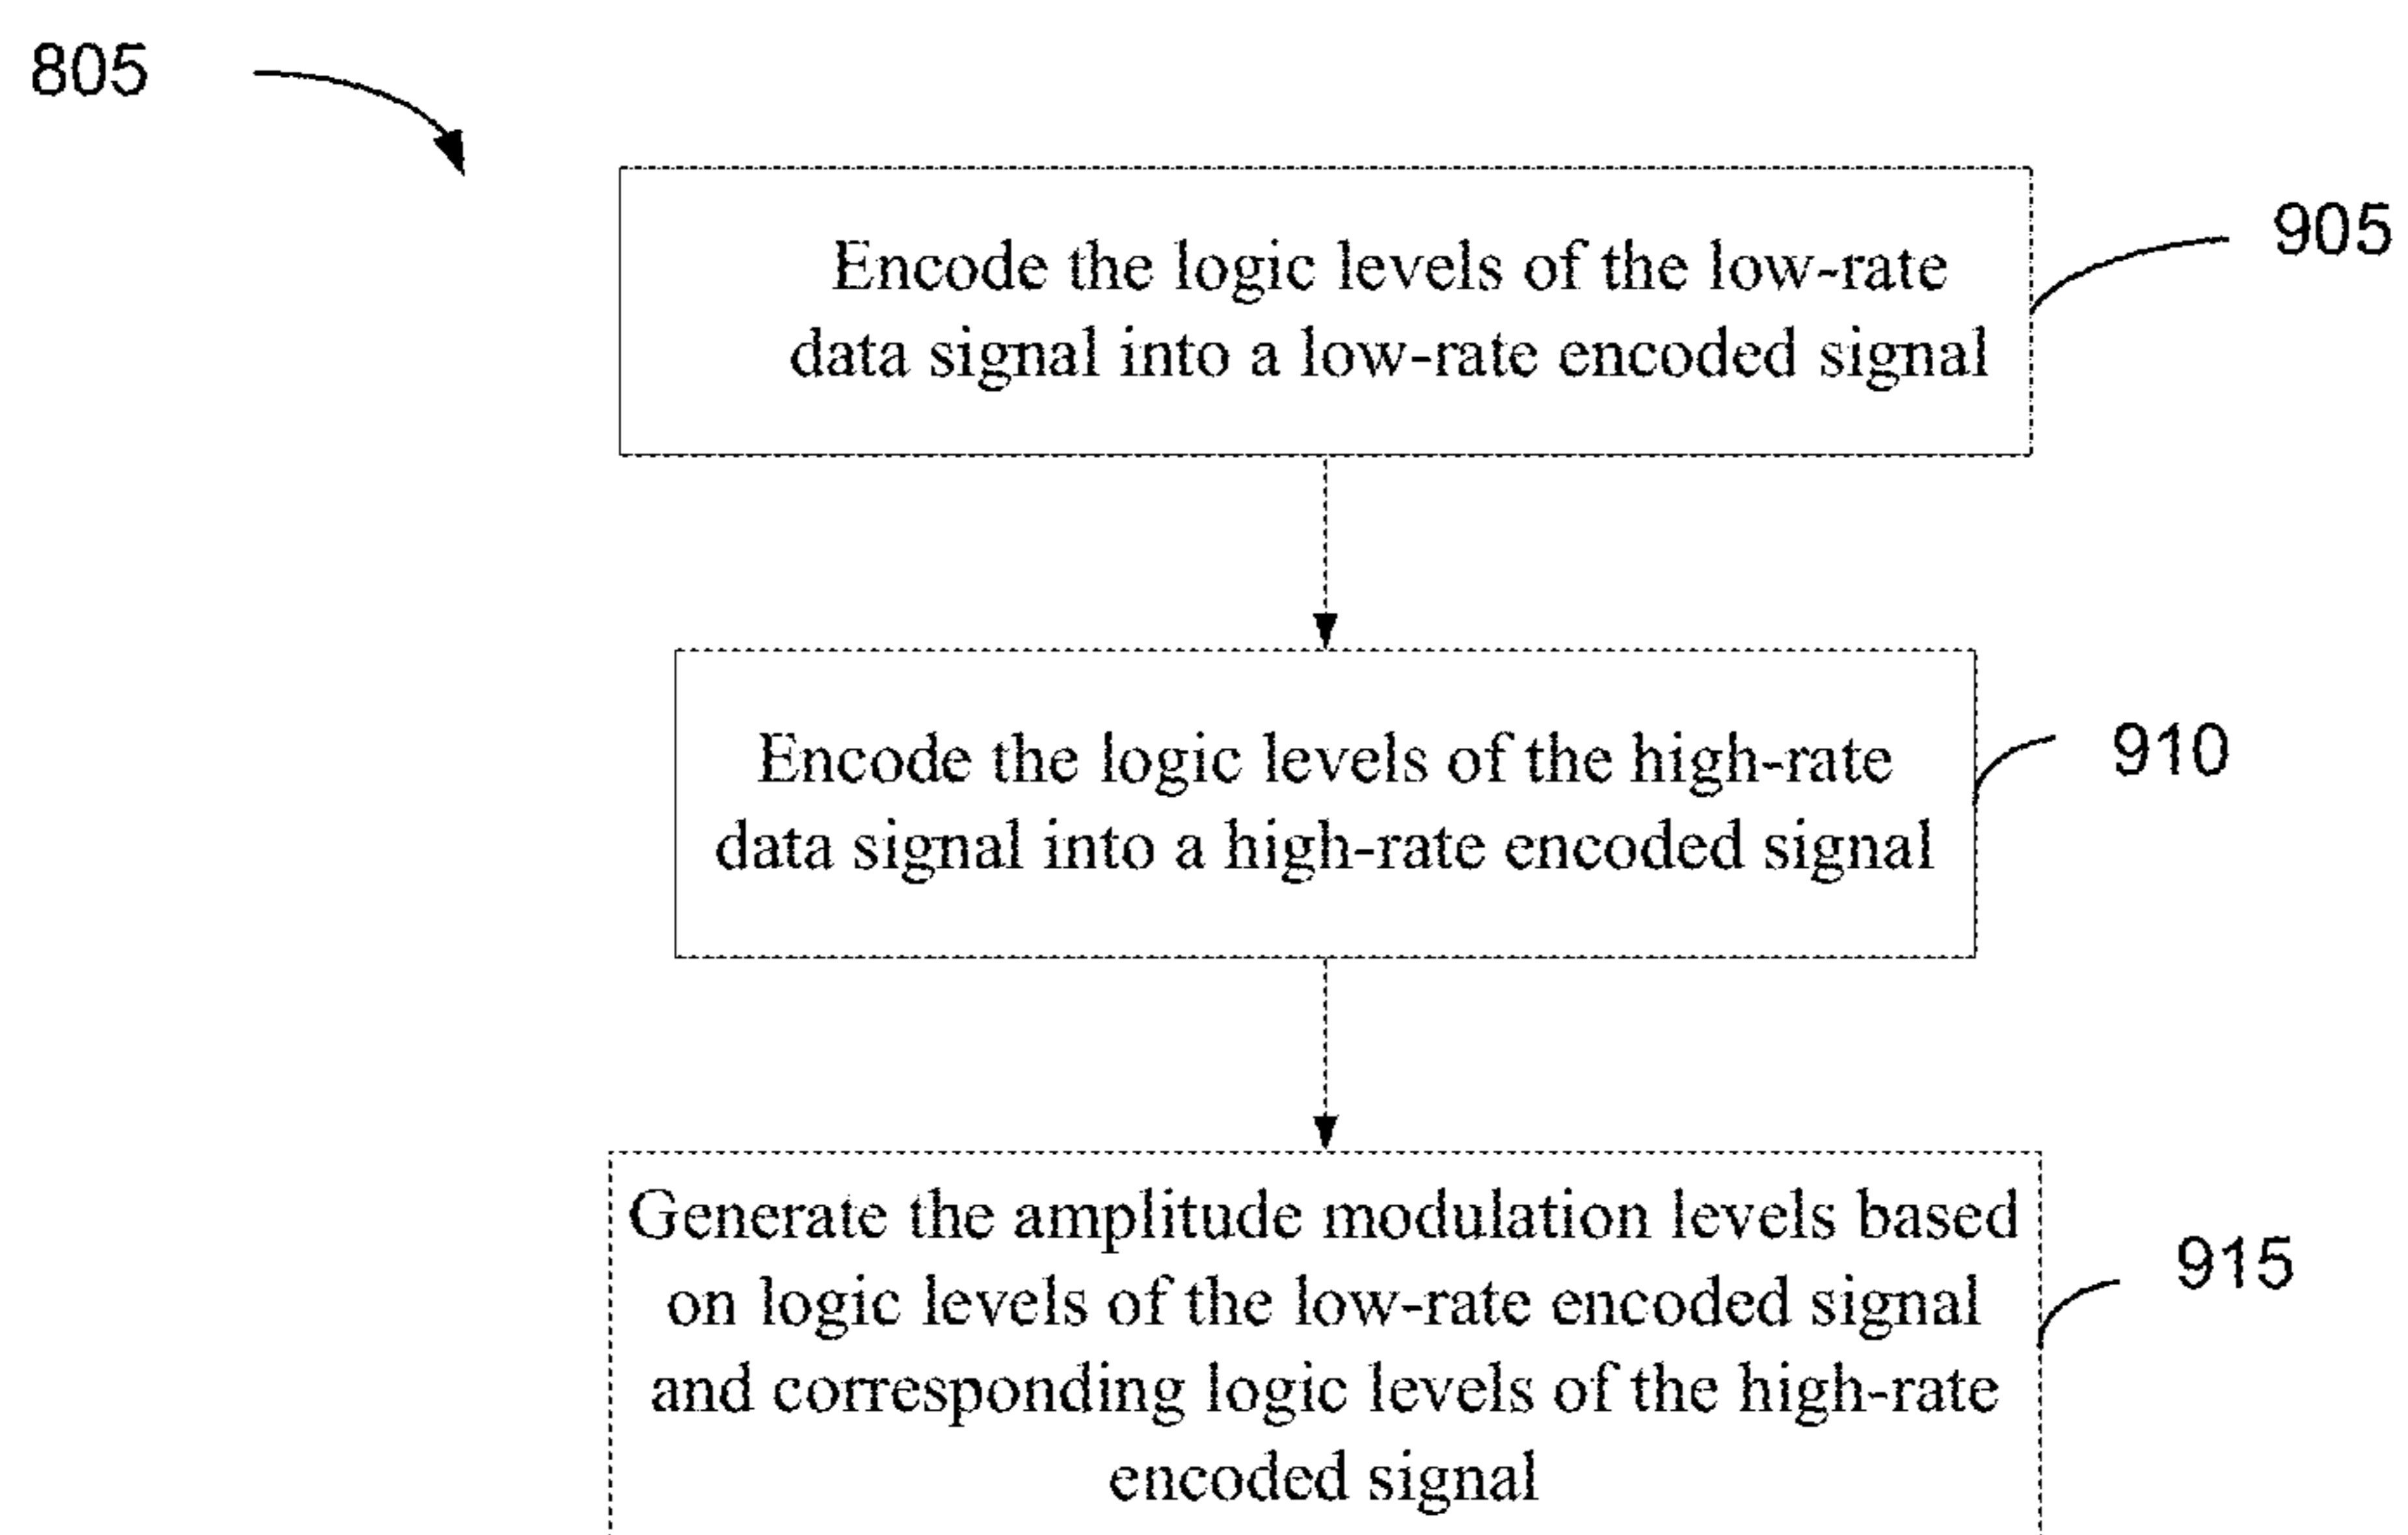 805
905
Encode the logic levels of the low-rate
data signal into a low-rate encoded signal
910
Encode the logic levels of the high-rate
data signal into a high-rate encoded signal
Generate the amplitude modulation levels based
on logic levels of the low-rate encoded signal
915
and corresponding logic levels of the high-rate
encoded signal